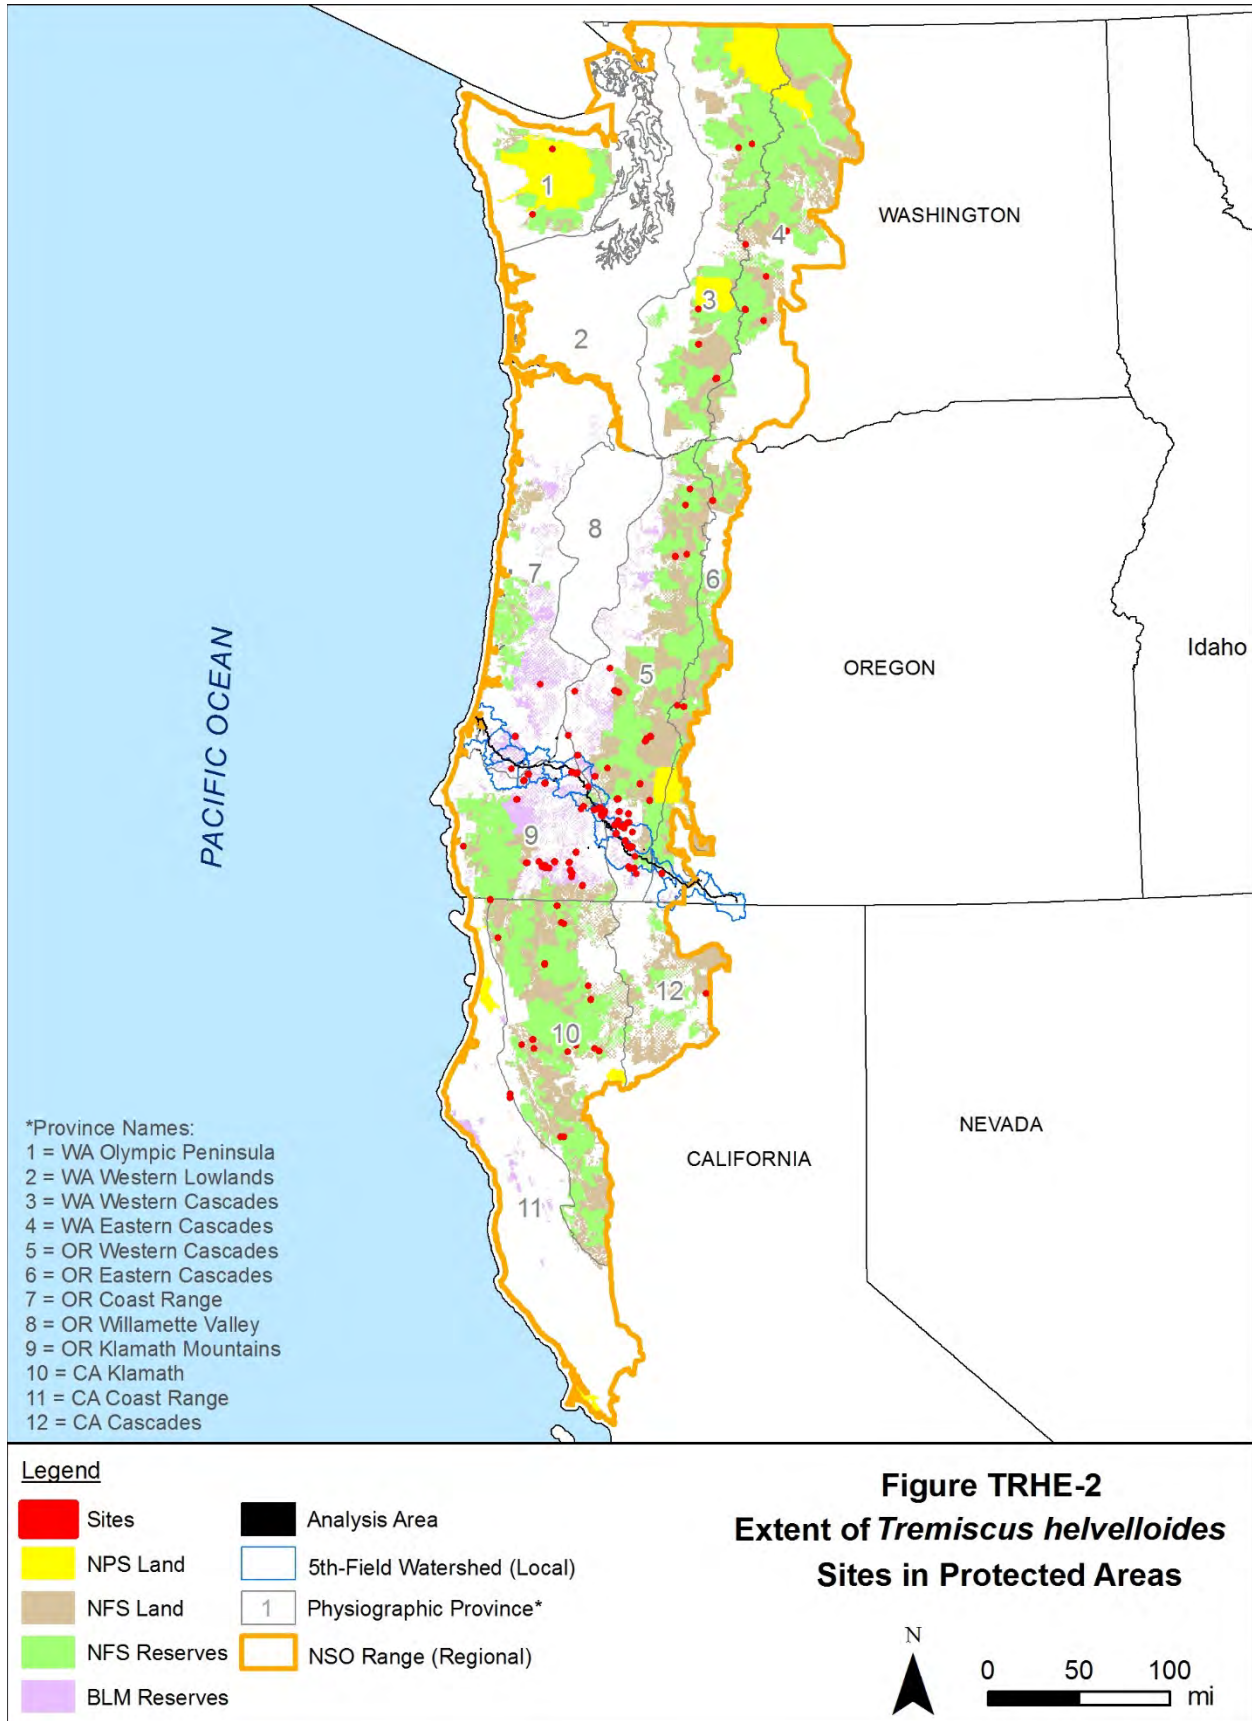 WASHINGTON
1
4
3
2
8
7
6
Idaho
5
OREGON
PACIFIC OCEAN
9
12
10
NEVADA
CALIFORNIA
11
*Province Names:
1 = WA Olympic Peninsula
2 = WA Western Lowlands
3 = WA Western Cascades
4 = WA Eastern Cascades
5 = OR Western Cascades
6 = OR Eastern Cascades
7 = OR Coast Range
8 = OR Willamette Valley
9 = OR Klamath Mountains
10 = CA Klamath
11 = CA Coast Range
12 = CA Cascades
Legend
Sites
NPS Land
NFS Land
NFS Reserves
BLM Reserves
Analysis Area
5th-Field Watershed (Local)
1 Physiographic Province*
NSO Range (Regional)
Figure TRHE-2
Extent of Tremiscus helvelloides
Sites in Protected Areas
N
0 50 100
mi